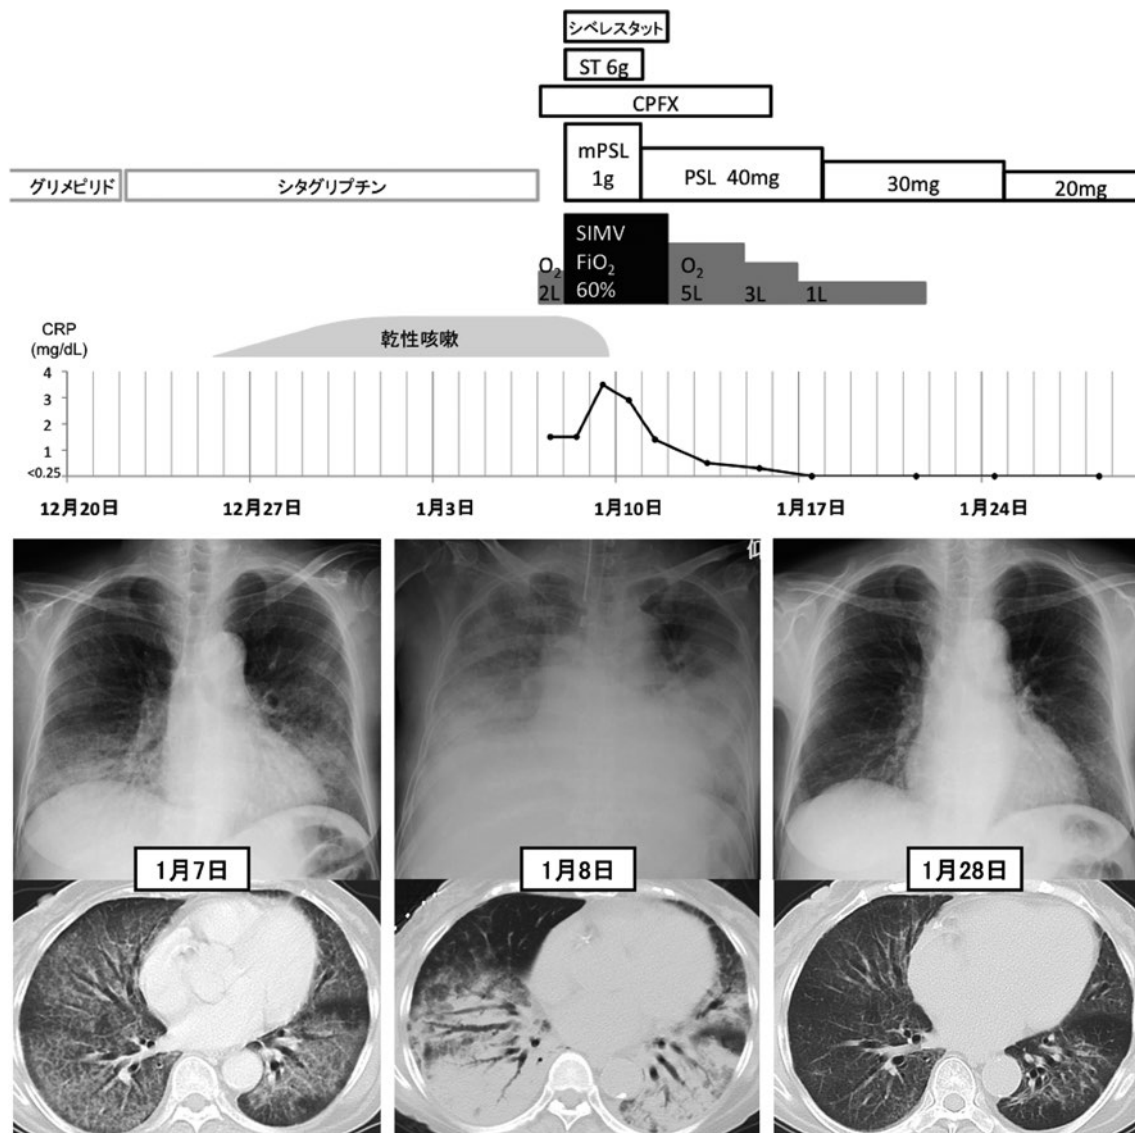 シベレスタット
ST 6g
CPFX
mPSL
1g
PSL 40mg
30mg
20mg
グリメピリド
シタグリプチン
SIMV
FiO₂
60%
O₂
2L
O₂
5L
3L
1L
乾性咳嗽
CRP
(mg/dL)
4
3
2
1
<0.25
12月20日
12月27日
1月3日
1月10日
1月17日
1月24日
1月7日
1月8日
1月28日